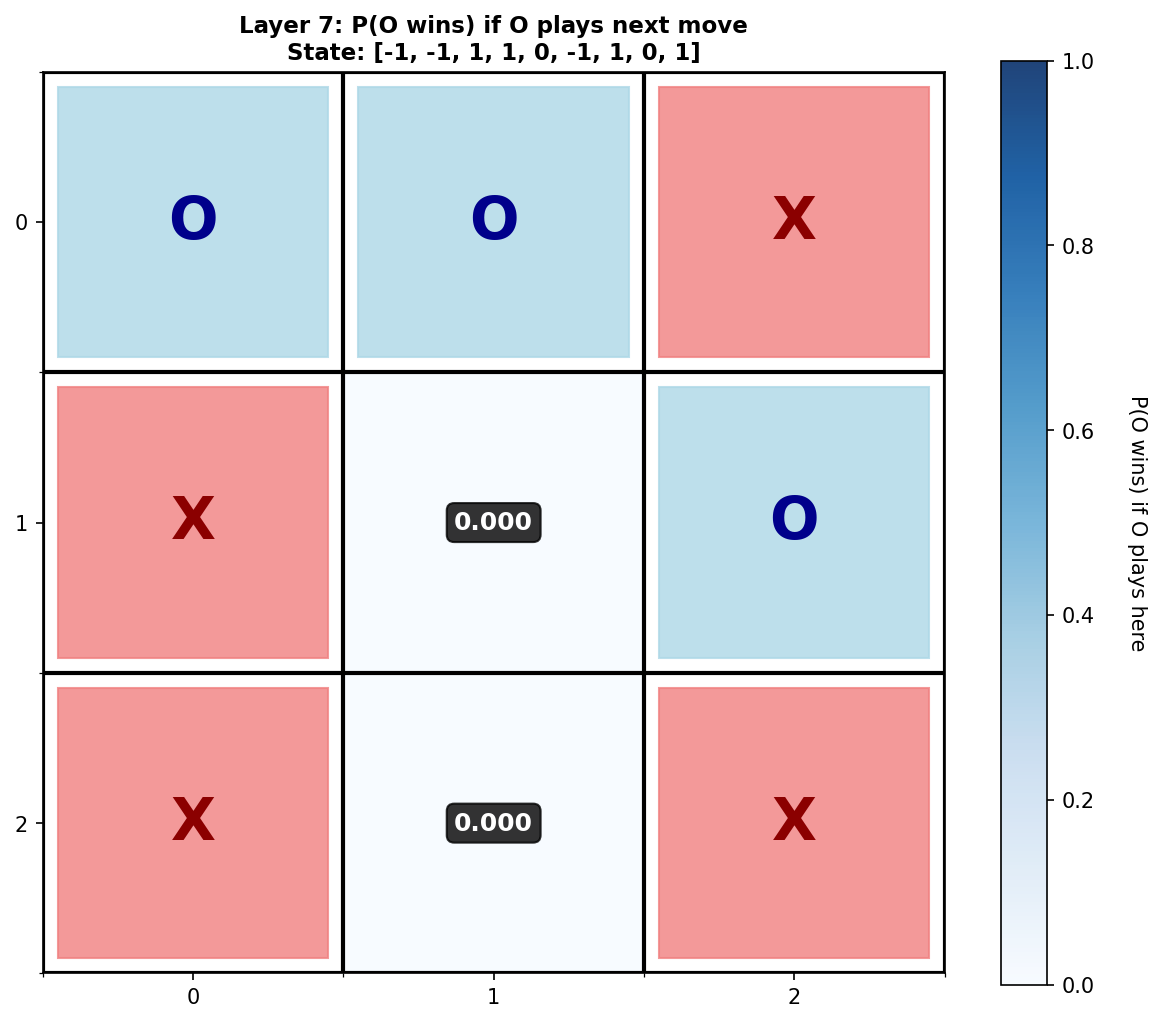 Layer 7: P(O wins) if O plays next move
State: [-1, -1, 1, 1, 0, -1, 1, 0, 1]
O O X
X 0.000 O
X 0.000 X
0
1
2
0 1 2
1.0
0.8
0.6
0.4
0.2
0.0
P(O wins) if O plays here